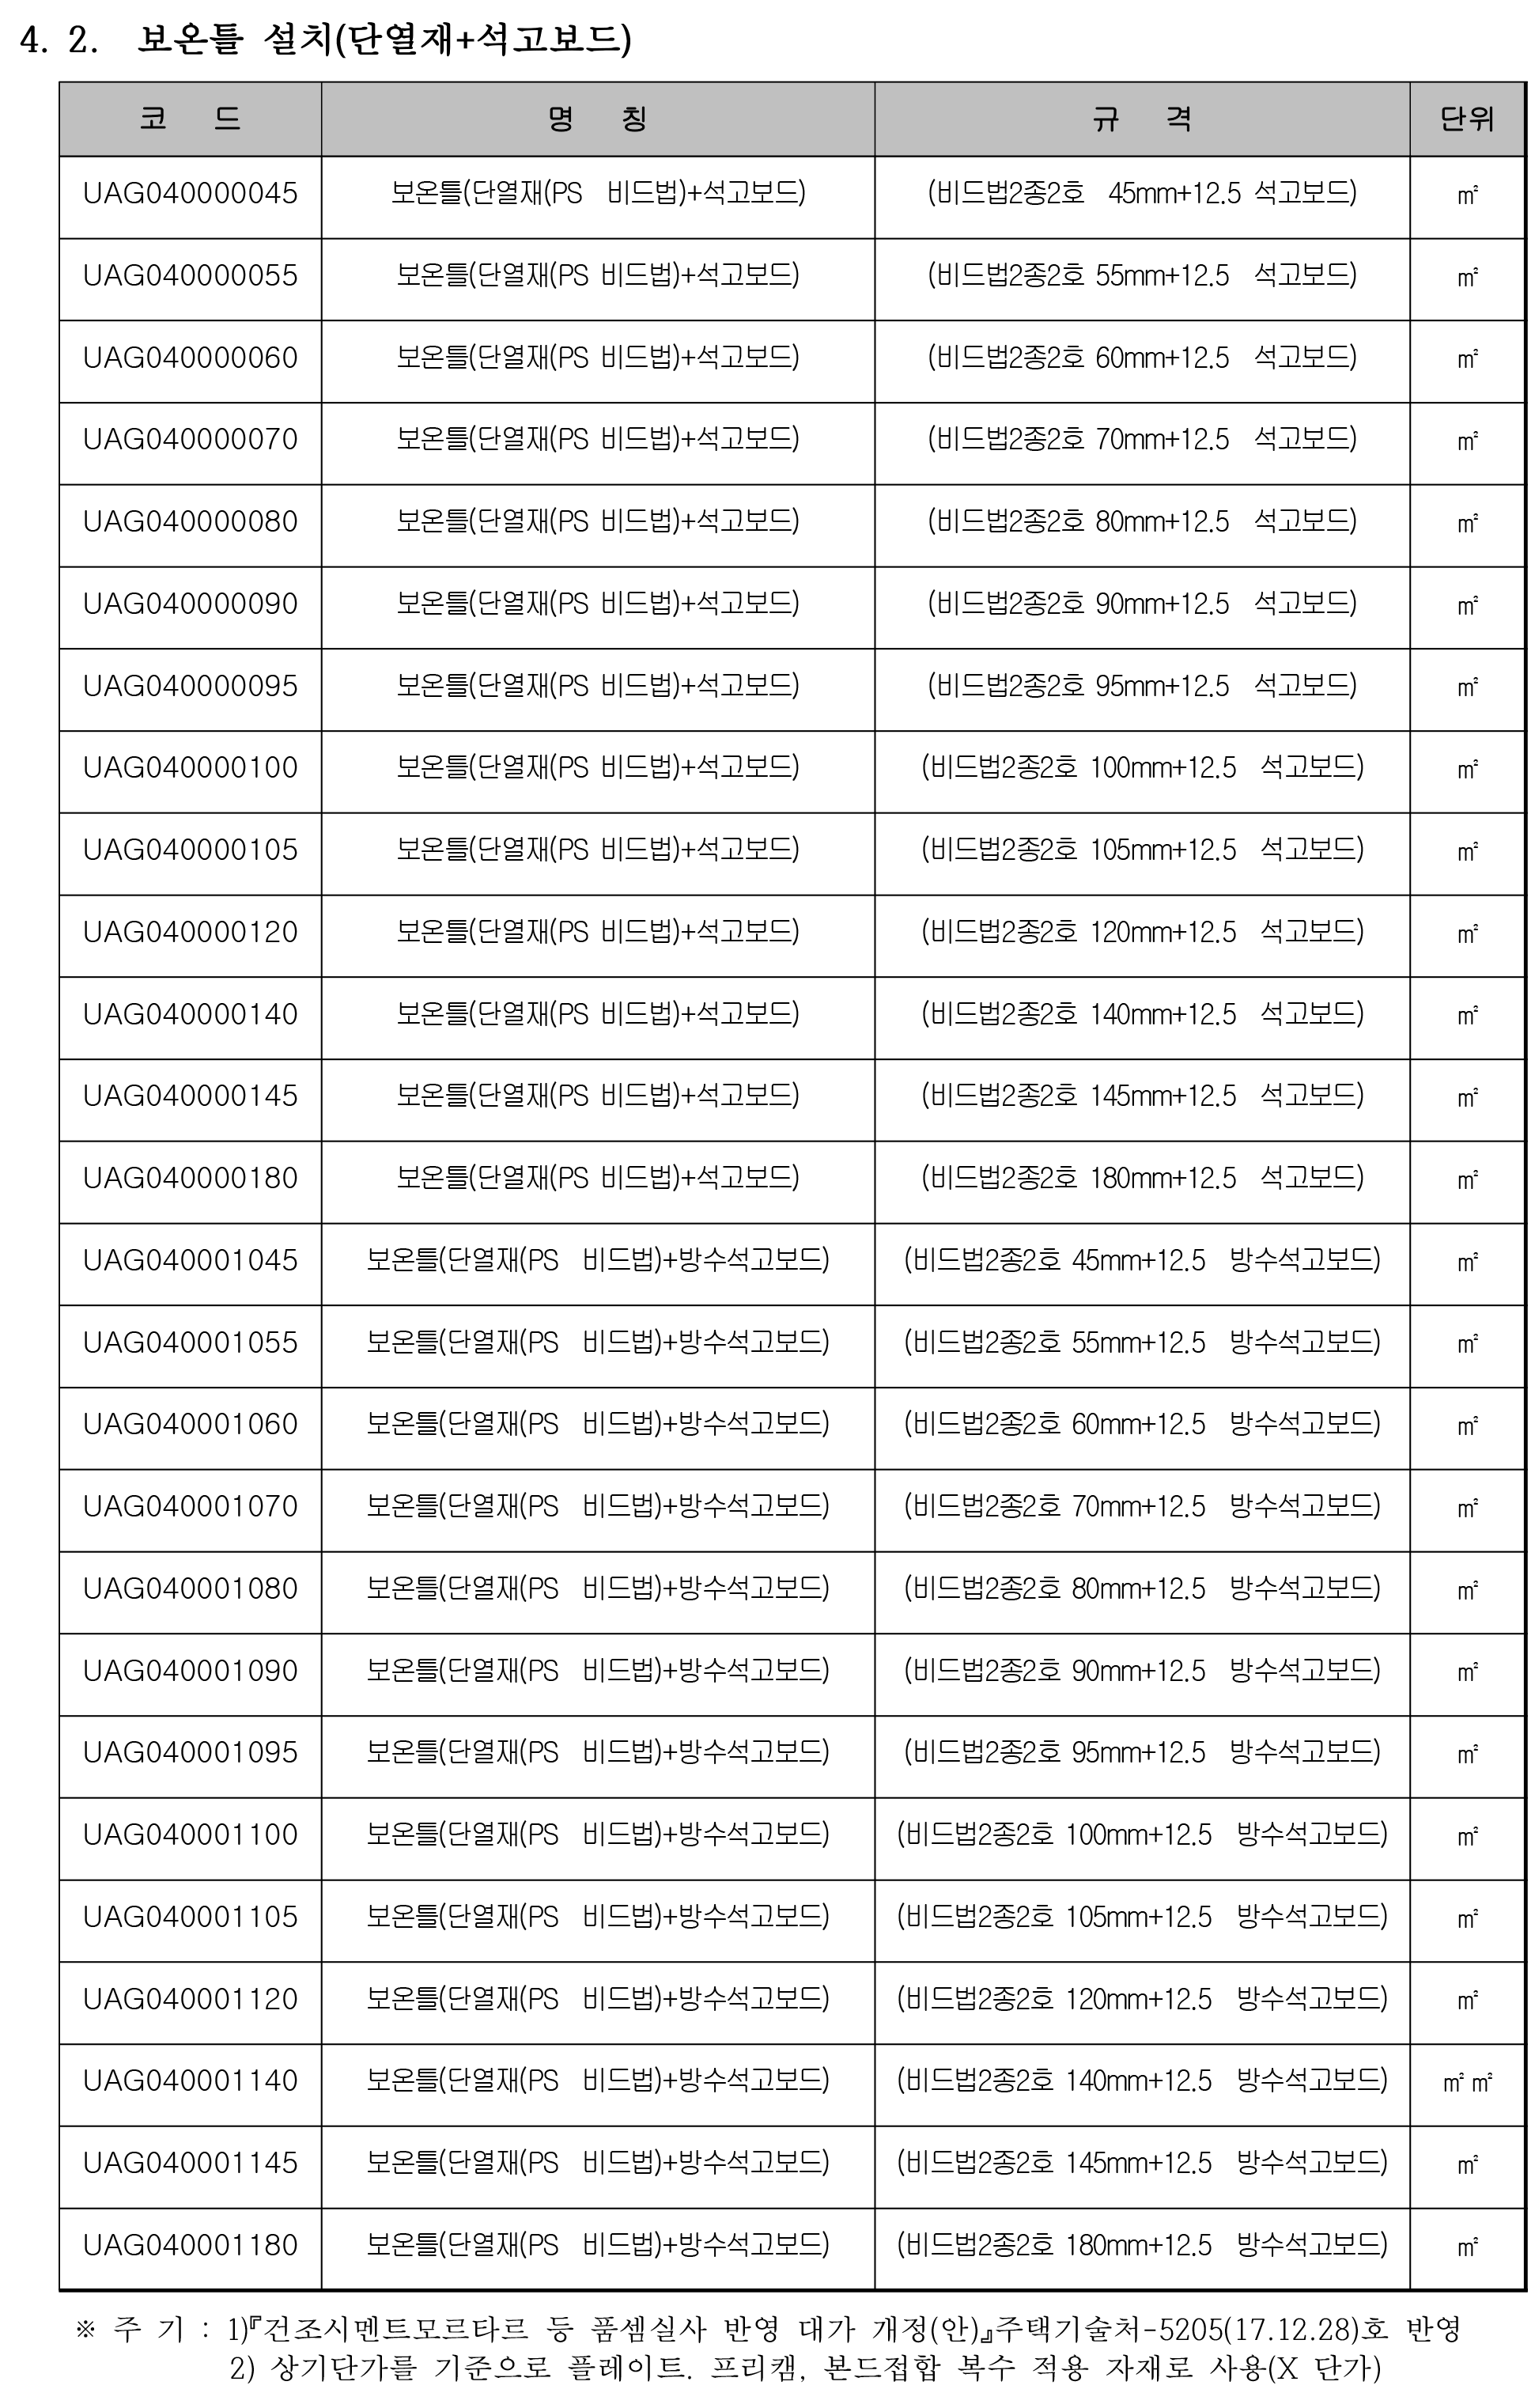 4. 2. 보온틀 설치(단열재+석고보드)
코 드 명 칭 규 격 단위
UAG040000045 보온틀(단열재(PS 비드법)+석고보드) (비드법2종2호 45mm+12.5 석고보드) ㎡
UAG040000055 보온틀(단열재(PS 비드법)+석고보드) (비드법2종2호 55mm+12.5 석고보드) ㎡
UAG040000060 보온틀(단열재(PS 비드법)+석고보드) (비드법2종2호 60mm+12.5 석고보드) ㎡
UAG040000070 보온틀(단열재(PS 비드법)+석고보드) (비드법2종2호 70mm+12.5 석고보드) ㎡
UAG040000080 보온틀(단열재(PS 비드법)+석고보드) (비드법2종2호 80mm+12.5 석고보드) ㎡
UAG040000090 보온틀(단열재(PS 비드법)+석고보드) (비드법2종2호 90mm+12.5 석고보드) ㎡
UAG040000095 보온틀(단열재(PS 비드법)+석고보드) (비드법2종2호 95mm+12.5 석고보드) ㎡
UAG040000100 보온틀(단열재(PS 비드법)+석고보드) (비드법2종2호 100mm+12.5 석고보드) ㎡
UAG040000105 보온틀(단열재(PS 비드법)+석고보드) (비드법2종2호 105mm+12.5 석고보드) ㎡
UAG040000120 보온틀(단열재(PS 비드법)+석고보드) (비드법2종2호 120mm+12.5 석고보드) ㎡
UAG040000140 보온틀(단열재(PS 비드법)+석고보드) (비드법2종2호 140mm+12.5 석고보드) ㎡
UAG040000145 보온틀(단열재(PS 비드법)+석고보드) (비드법2종2호 145mm+12.5 석고보드) ㎡
UAG040000180 보온틀(단열재(PS 비드법)+석고보드) (비드법2종2호 180mm+12.5 석고보드) ㎡
UAG040001045 보온틀(단열재(PS 비드법)+방수석고보드) (비드법2종2호 45mm+12.5 방수석고보드) ㎡
UAG040001055 보온틀(단열재(PS 비드법)+방수석고보드) (비드법2종2호 55mm+12.5 방수석고보드) ㎡
UAG040001060 보온틀(단열재(PS 비드법)+방수석고보드) (비드법2종2호 60mm+12.5 방수석고보드) ㎡
UAG040001070 보온틀(단열재(PS 비드법)+방수석고보드) (비드법2종2호 70mm+12.5 방수석고보드) ㎡
UAG040001080 보온틀(단열재(PS 비드법)+방수석고보드) (비드법2종2호 80mm+12.5 방수석고보드) ㎡
UAG040001090 보온틀(단열재(PS 비드법)+방수석고보드) (비드법2종2호 90mm+12.5 방수석고보드) ㎡
UAG040001095 보온틀(단열재(PS 비드법)+방수석고보드) (비드법2종2호 95mm+12.5 방수석고보드) ㎡
UAG040001100 보온틀(단열재(PS 비드법)+방수석고보드) (비드법2종2호 100mm+12.5 방수석고보드) ㎡
UAG040001105 보온틀(단열재(PS 비드법)+방수석고보드) (비드법2종2호 105mm+12.5 방수석고보드) ㎡
UAG040001120 보온틀(단열재(PS 비드법)+방수석고보드) (비드법2종2호 120mm+12.5 방수석고보드) ㎡
UAG040001140 보온틀(단열재(PS 비드법)+방수석고보드) (비드법2종2호 140mm+12.5 방수석고보드) ㎡㎡
UAG040001145 보온틀(단열재(PS 비드법)+방수석고보드) (비드법2종2호 145mm+12.5 방수석고보드) ㎡
UAG040001180 보온틀(단열재(PS 비드법)+방수석고보드) (비드법2종2호 180mm+12.5 방수석고보드) ㎡
※ 주 기 : 1)『건조시멘트모르타르 등 품셈실사 반영 대가 개정(안)』주택기술처-5205(17.12.28)호 반영
2) 상기단가를 기준으로 플레이트. 프리캠, 본드접합 복수 적용 자재로 사용(X 단가)